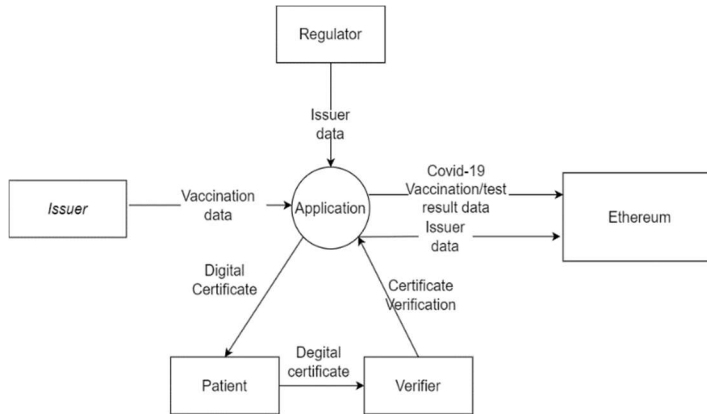 Regulator
Issuer
data
Covid-19
Vaccination/test
result data
Issuer
Vaccination
data
Application
Ethereum
Issuer
data
Digital
Certificate
Certificate
Verification
Degital
certificate
Patient
Verifier